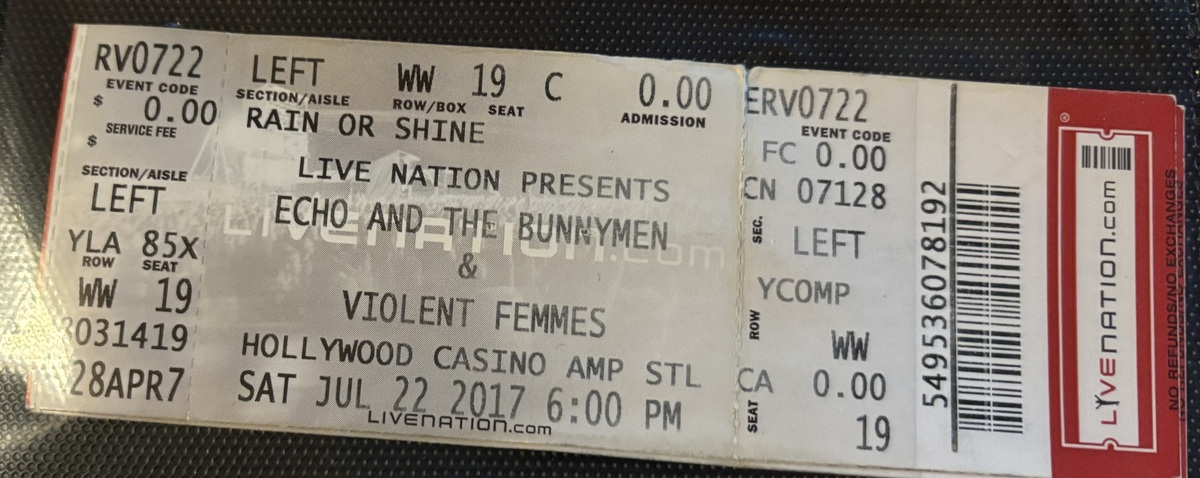 RV0722
EVENT CODE
$ 0.00
SERVICE FEE
$
SECTION/AISLE
LEFT
YLA 85X
ROW SEAT
WW 19
031419
28APR7
LEFT WW 19 C 0.00
SECTION/AISLE ROW/BOX SEAT ADMISSION
RAIN OR SHINE
LIVE NATION PRESENTS
ECHO AND THE BUNNYMEN
&
VIOLENT FEMMES
HOLLYWOOD CASINO AMP STL
SAT JUL 22 2017 6:00 PM
LIVENATION.com
LIVENATION.com
ERV0722
EVENT CODE
FC 0.00
CN 07128
SEC.
LEFT
YCOMP
ROW
WW
CA 0.00
SEAT
19
549536078192
LIVENATION.com
®
NO REFUNDS/NO EXCHANGES